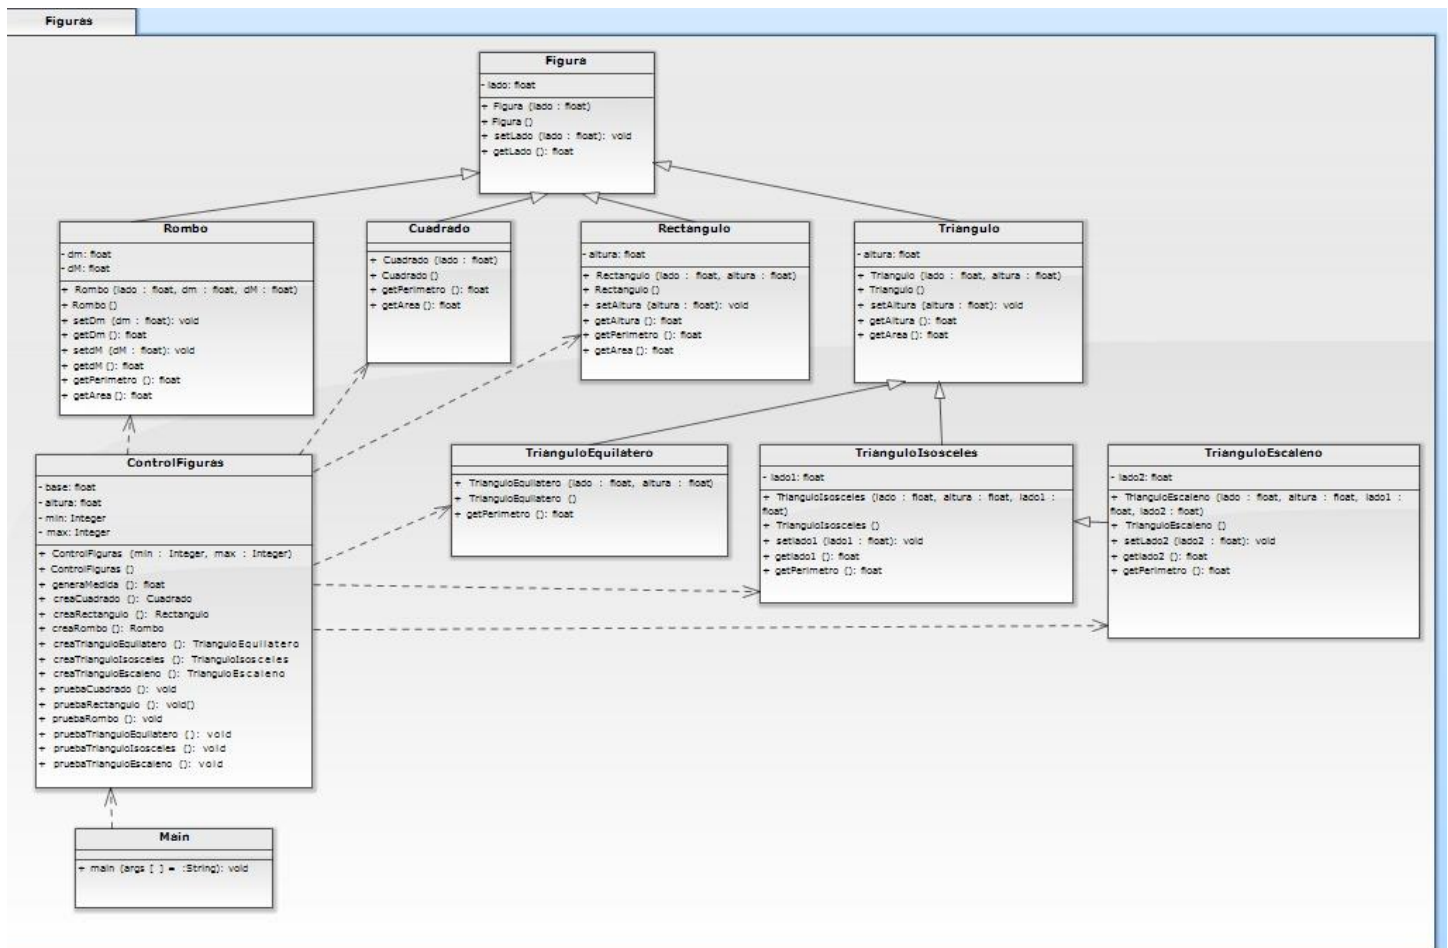 Figuras
Figura
- lado: float
+ Figura (lado : float)
+ Figura ()
+ setLado (lado : float): void
+ getLado (): float
Rombo
- dm: float
- dM: float
+ Rombo (lado : float, dm : float, dM : float)
+ Rombo ()
+ setDm (dm : float): void
+ getDm (): float
+ setdM (dM : float): void
+ getdM (): float
+ getPerimetro (): float
+ getArea (): float
Cuadrado
+ Cuadrado (lado : float)
+ Cuadrado ()
+ getPerimetro (): float
+ getArea (): float
Rectangulo
- altura: float
+ Rectangulo (lado : float, altura : float)
+ Rectangulo ()
+ setAltura (altura : float): void
+ getAltura (): float
+ getPerimetro (): float
+ getArea (): float
Triangulo
- altura: float
+ Triangulo (lado : float, altura : float)
+ Triangulo ()
+ setAltura (altura : float): void
+ getAltura (): float
+ getArea (): float
ControlFiguras
- base: float
- altura: float
- min: Integer
- max: Integer
+ ControlFiguras (min : Integer, max : Integer)
+ ControlFiguras ()
+ generaMedida (): float
+ creaCuadrado (): Cuadrado
+ creaRectangulo (): Rectangulo
+ creaRombo (): Rombo
+ creaTrianguloEquilatero (): TrianguloEquilatero
+ creaTrianguloIsosceles (): TrianguloIsosceles
+ creaTrianguloEscaleno (): TrianguloEscaleno
+ pruebaCuadrado (): void
+ pruebaRectangulo (): void()
+ pruebaRombo (): void
+ pruebaTrianguloEquilatero (): void
+ pruebaTrianguloIsosceles (): void
+ pruebaTrianguloEscaleno (): void
TrianguloEquilatero
+ TrianguloEquilatero (lado : float, altura : float)
+ TrianguloEquilatero ()
+ getPerimetro (): float
TrianguloIsosceles
- lado1: float
+ TrianguloIsosceles (lado : float, altura : float, lado1 :
float)
+ TrianguloIsosceles ()
+ setlado1 (lado1 : float): void
+ getlado1 (): float
+ getPerimetro (): float
TrianguloEscaleno
- lado2: float
+ TrianguloEscaleno (lado : float, altura : float, lado1 :
float, lado2 : float)
+ TrianguloEscaleno ()
+ setLado2 (lado2 : float): void
+ getlado2 (): float
+ getPerimetro (): float
Main
+ main (args [ ] = :String): void